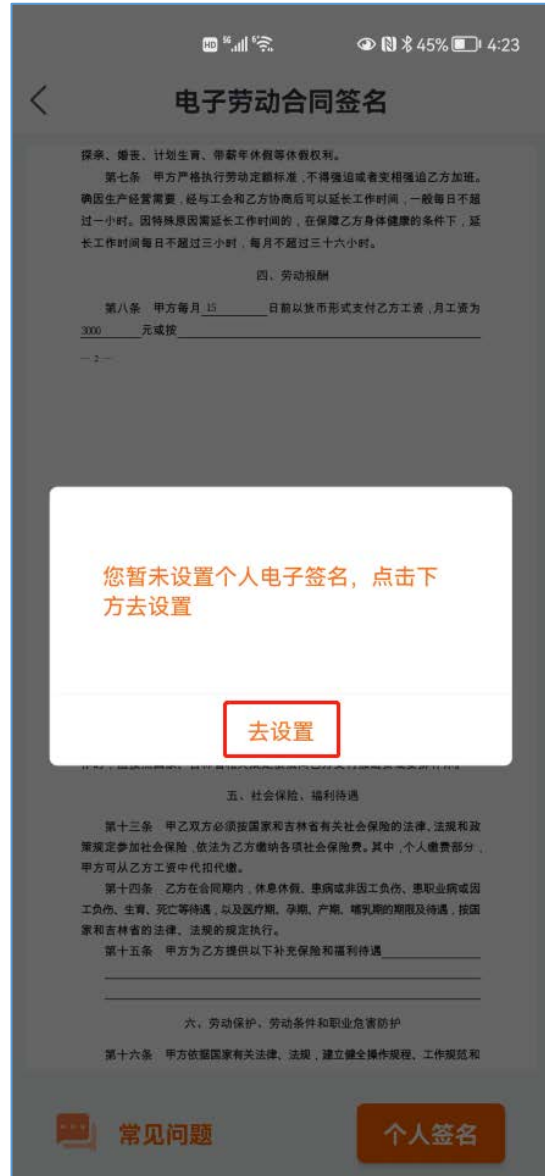 HD 5G 6 45% 4:23
电子劳动合同签名
探亲、婚丧、计划生育、带薪年休假等休假权利。
第七条 甲方严格执行劳动定额标准,不得强迫或者变相强迫乙方加班。
确因生产经营需要,经与工会和乙方协商后可以延长工作时间,一般每日不超
过一小时。因特殊原因需延长工作时间的,在保障乙方身体健康的条件下,延
长工作时间每日不超过三小时,每月不超过三十六小时。
四、劳动报酬
第八条 甲方每月 15 日前以货币形式支付乙方工资,月工资为
3000 元或按
— 2 —
您暂未设置个人电子签名,点击下
方去设置
去设置
五、社会保险、福利待遇
第十三条 甲乙双方必须按国家和吉林省有关社会保险的法律、法规和政
策规定参加社会保险,依法为乙方缴纳各项社会保险费。其中,个人缴费部分,
甲方可从乙方工资中代扣代缴。
第十四条 乙方在合同期内,休息休假、患病或非因工负伤、患职业病或因
工负伤、生育、死亡等待遇,以及医疗期、孕期、产期、哺乳期的期限及待遇,按国
家和吉林省的法律、法规的规定执行。
第十五条 甲方为乙方提供以下补充保险和福利待遇
六、劳动保护、劳动条件和职业危害防护
第十六条 甲方依据国家有关法律、法规,建立健全操作规程、工作规范和
常见问题
个人签名